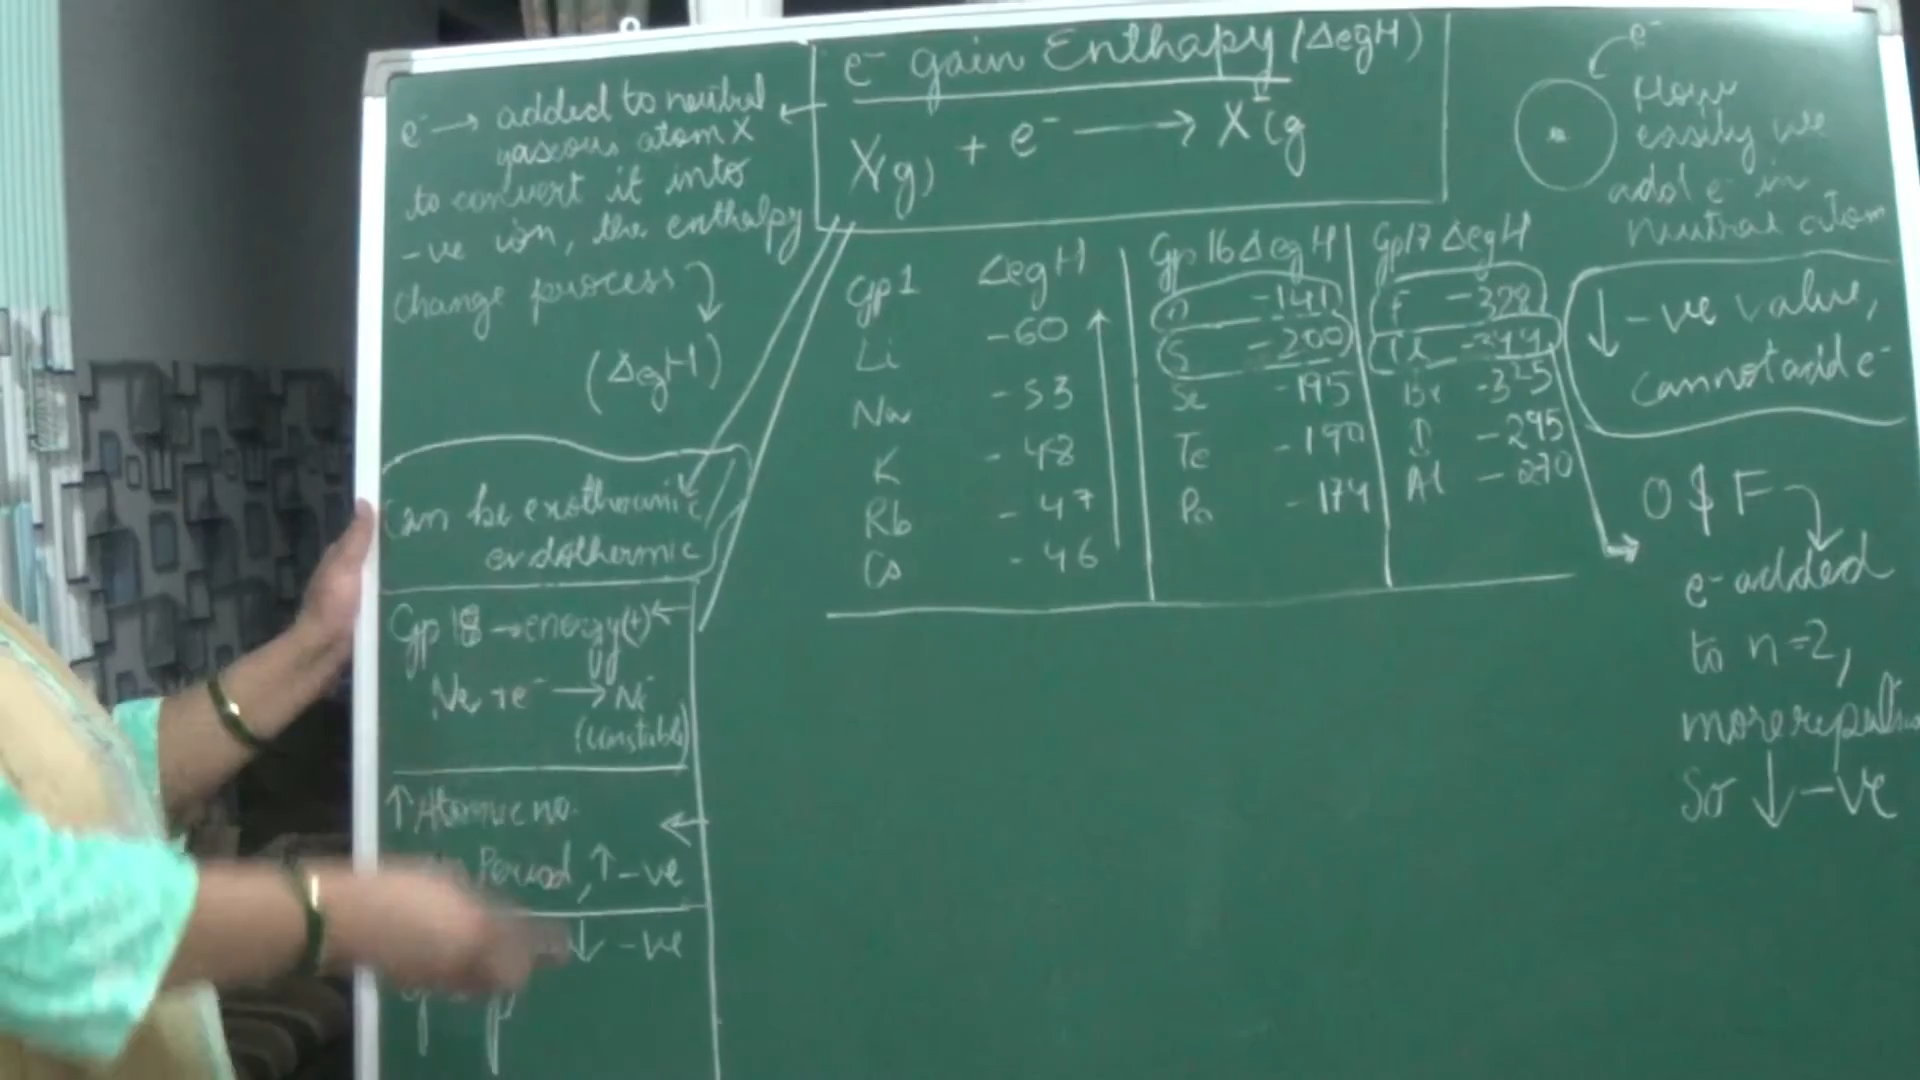 e⁻ gain Enthapy (ΔegH)
X(g) + e⁻ → X⁻(g
e⁻ → added to neutral
gaseous atom X
to convert it into
-ve ion, the enthalpy
change process
(ΔegH)
can be exothermic
endothermic
Gp 18 → energy(+)
Ne + e⁻ → Ne⁻
(unstable)
↑ Atomic no.
Period, ↑ -ve
↓ -ve
Gp1 ΔegH
Li -60
Na -53
K -48
Rb -47
Cs -46
Gp 16 ΔegH
O -141
S -200
Se -195
Te -190
Po -174
Gp 17 ΔegH
F -328
Cl -349
Br -325
I -295
At -270
e⁻
How
easily we
add e⁻ in
neutral atom
↓ -ve value,
cannot add e⁻
O & F
e⁻ added
to n=2,
more repulsion
So ↓ -ve